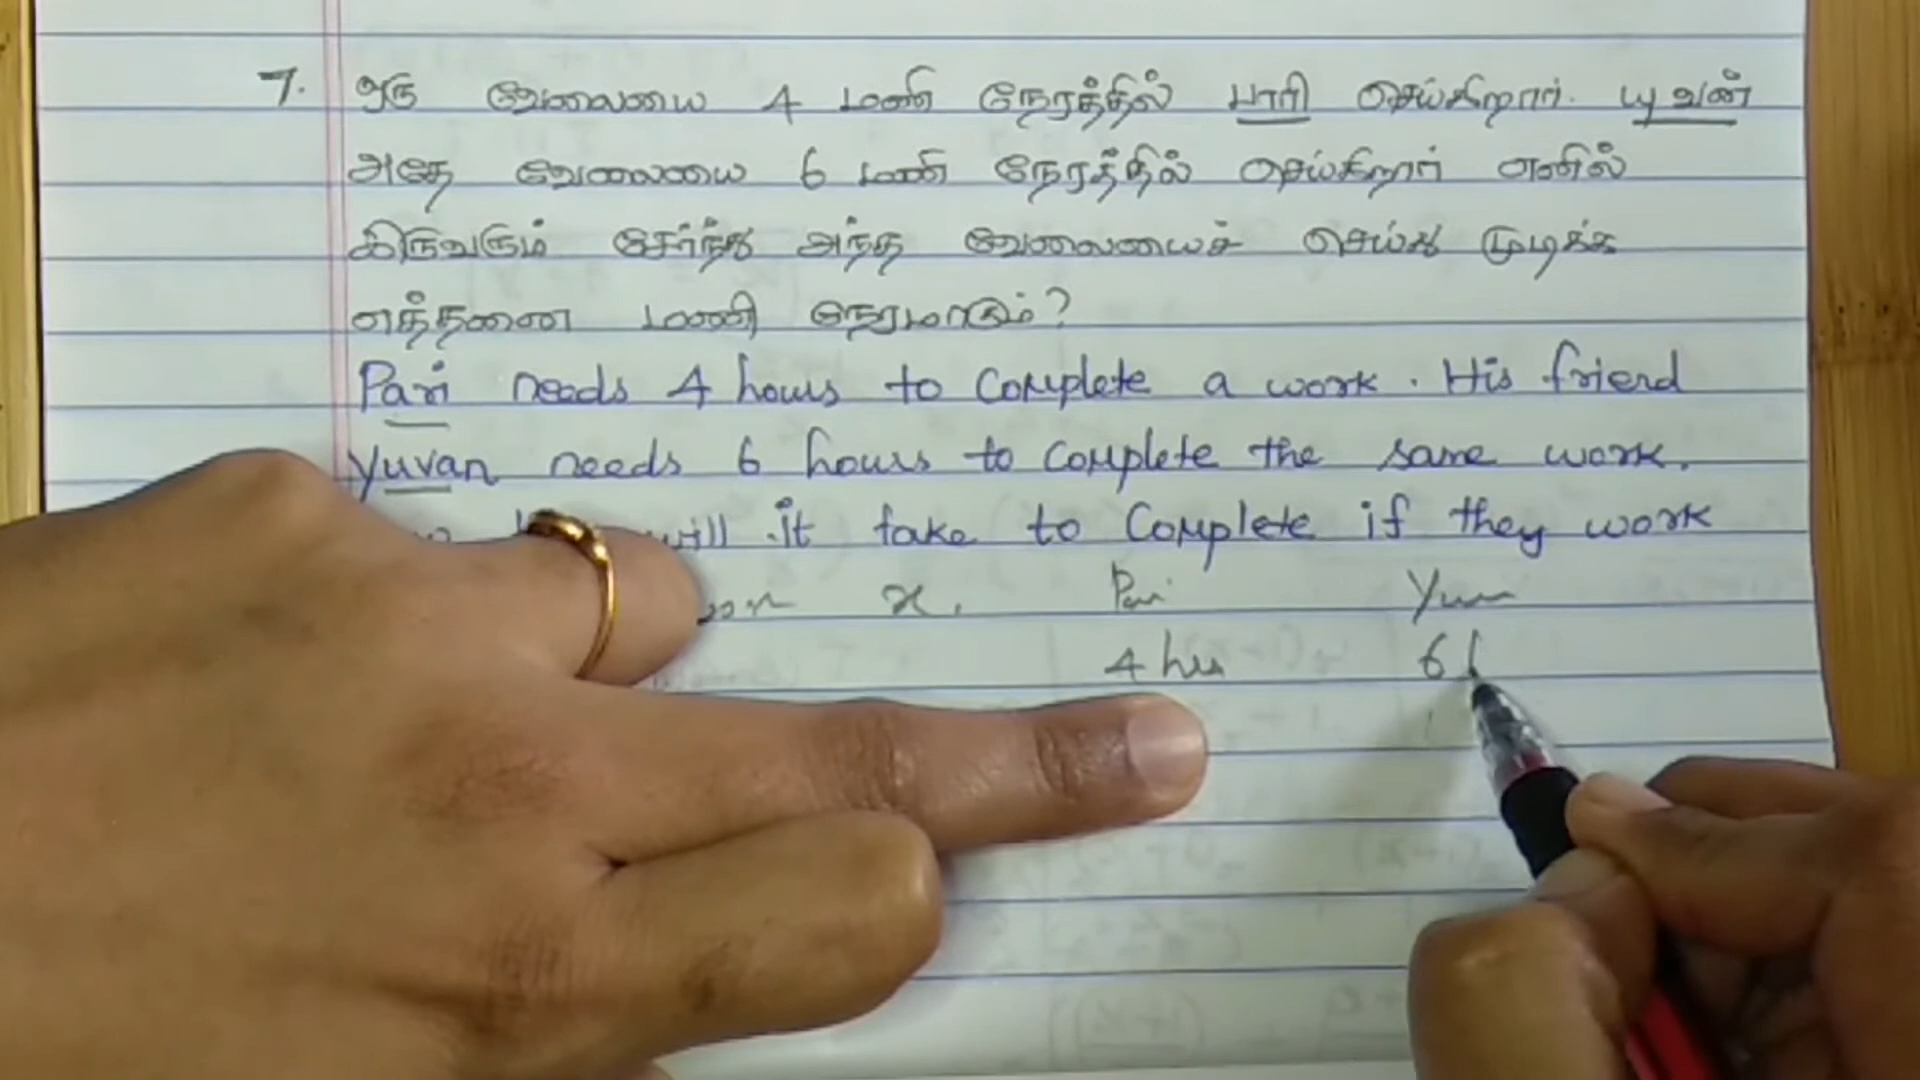 7. ஒரு வேலையை 4 மணி நேரத்தில் பாரி செய்கிறார். யுவன்
அதே வேலையை 6 மணி நேரத்தில் செய்கிறார் எனில்
இருவரும் சேர்ந்து அந்த வேலையைச் செய்து முடிக்க
எத்தனை மணி நேரமாகும்?
Pari needs 4 hours to complete a work. His friend
Yuvan needs 6 hours to complete the same work.
will it take to complete if they work
x. Pari
4 hrs 6